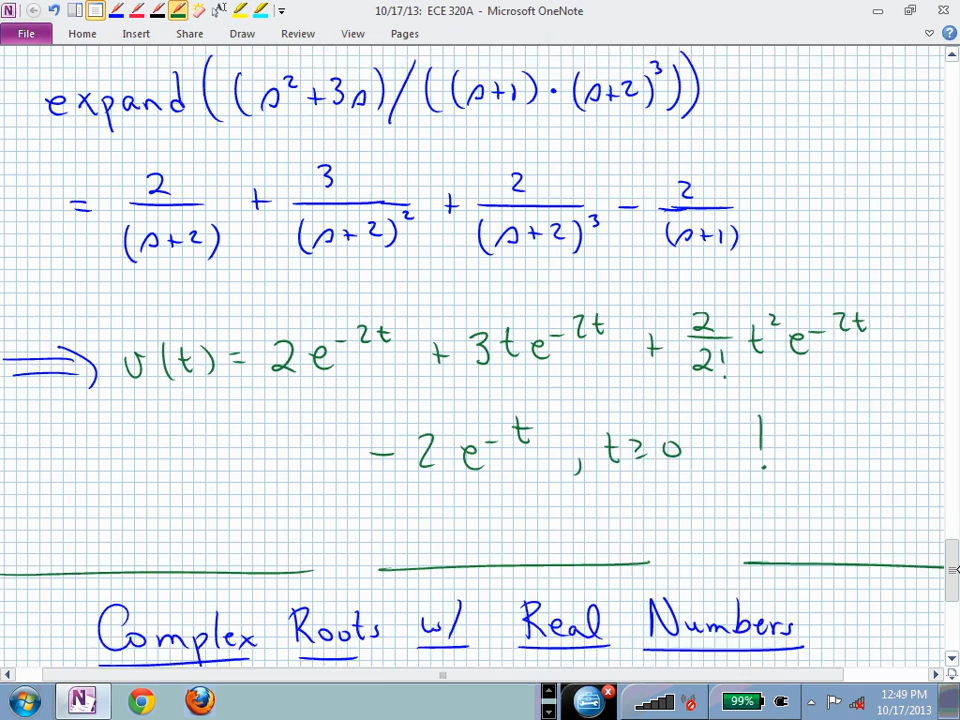 10/17/13: ECE 320A - Microsoft OneNote
File Home Insert Share Draw Review View Pages
expand((s²+3s)/((s+1)·(s+2)³))
= 2/(s+2) + 3/(s+2)² + 2/(s+2)³ - 2/(s+1)
⟹ v(t) = 2e^{-2t} + 3te^{-2t} + 2/2! t²e^{-2t}
- 2e^{-t}, t≥0 !
Complex Roots w/ Real Numbers
99%
12:49 PM
10/17/2013